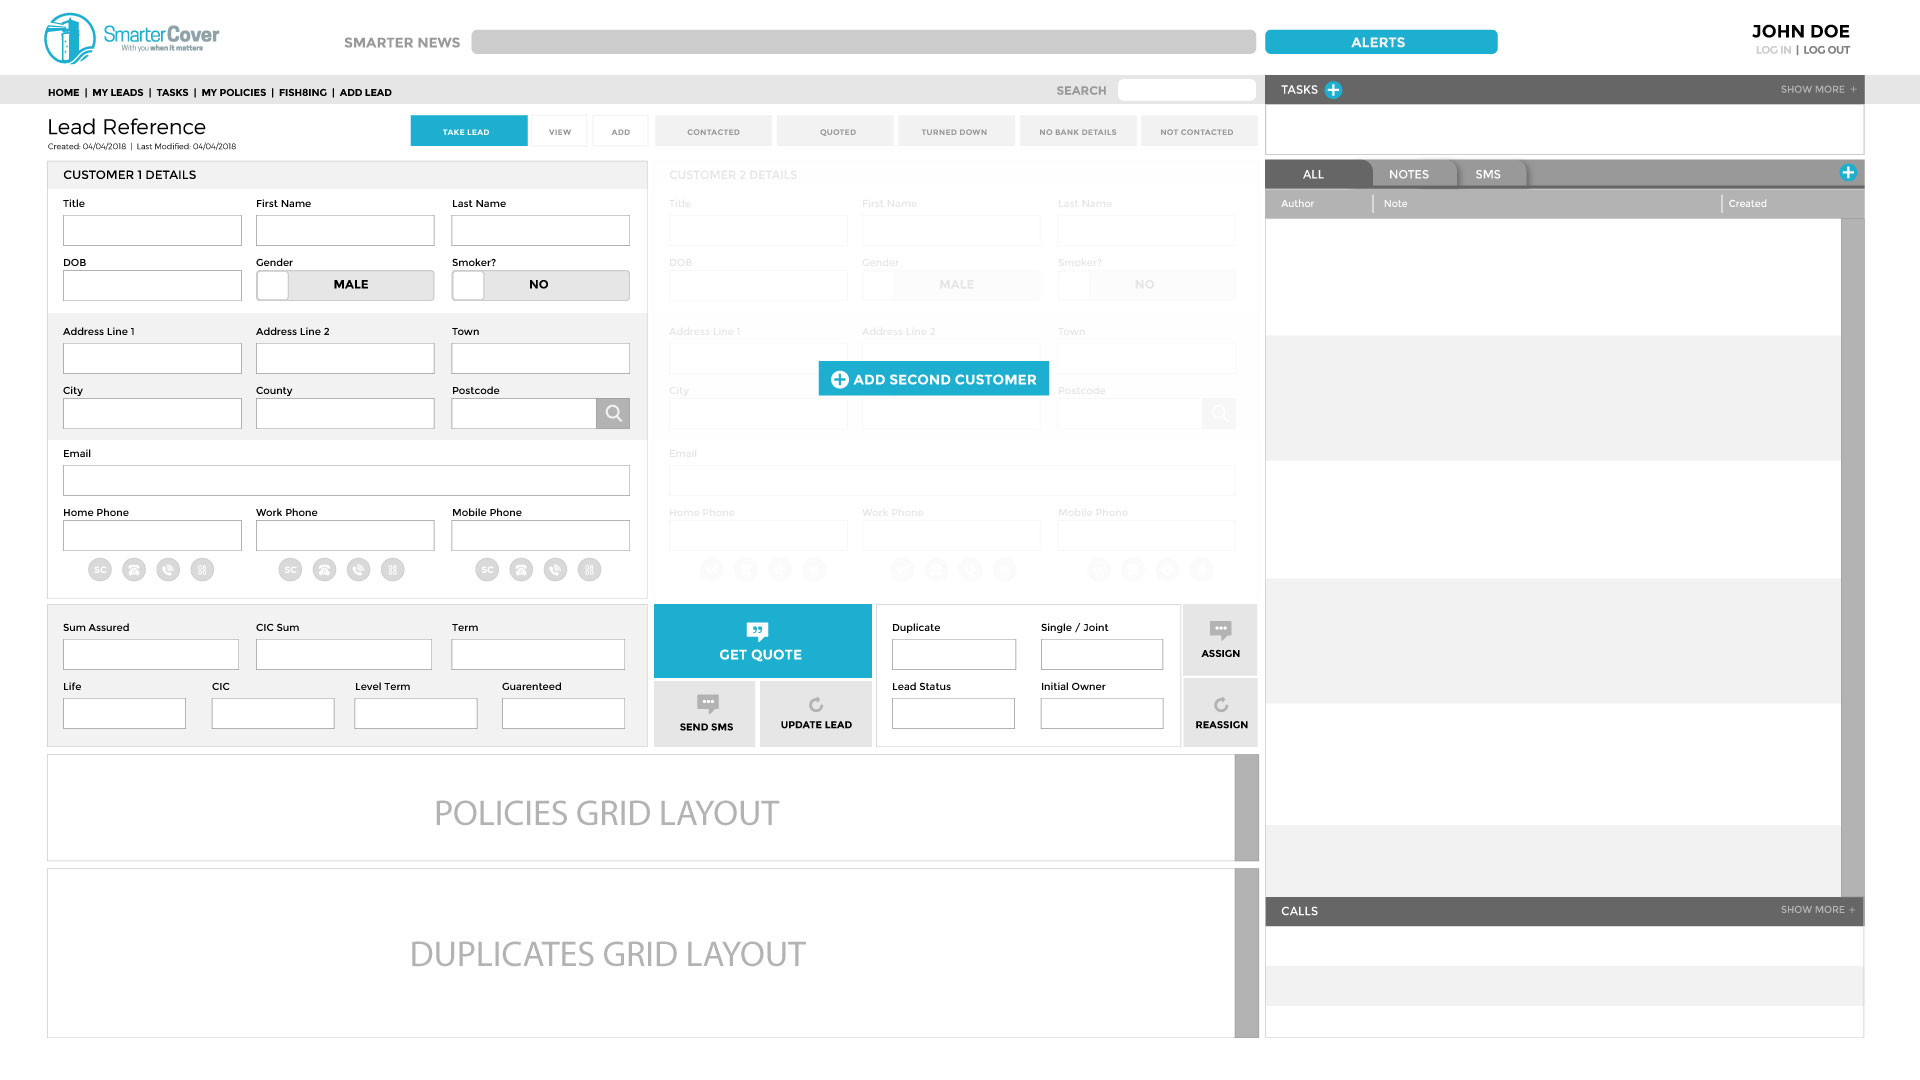 SmarterCover
With you when it matters
SMARTER NEWS
ALERTS
JOHN DOE
LOG IN | LOG OUT
HOME | MY LEADS | TASKS | MY POLICIES | FISH8ING | ADD LEAD
SEARCH
TASKS
SHOW MORE +
Lead Reference
Created: 04/04/2018 | Last Modified: 04/04/2018
TAKE LEAD
VIEW
ADD
CONTACTED
QUOTED
TURNED DOWN
NO BANK DETAILS
NOT CONTACTED
CUSTOMER 1 DETAILS
Title
First Name
Last Name
DOB
Gender
Smoker?
MALE
NO
Address Line 1
Address Line 2
Town
City
County
Postcode
Email
Home Phone
Work Phone
Mobile Phone
SC
SC
SC
CUSTOMER 2 DETAILS
Title
First Name
Last Name
DOB
Gender
Smoker?
MALE
NO
Address Line 1
Address Line 2
Town
ADD SECOND CUSTOMER
City
Postcode
Email
Home Phone
Work Phone
Mobile Phone
ALL
NOTES
SMS
Author
Note
Created
Sum Assured
CIC Sum
Term
Life
CIC
Level Term
Guarenteed
GET QUOTE
SEND SMS
UPDATE LEAD
Duplicate
Single / Joint
Lead Status
Initial Owner
ASSIGN
REASSIGN
POLICIES GRID LAYOUT
DUPLICATES GRID LAYOUT
CALLS
SHOW MORE +